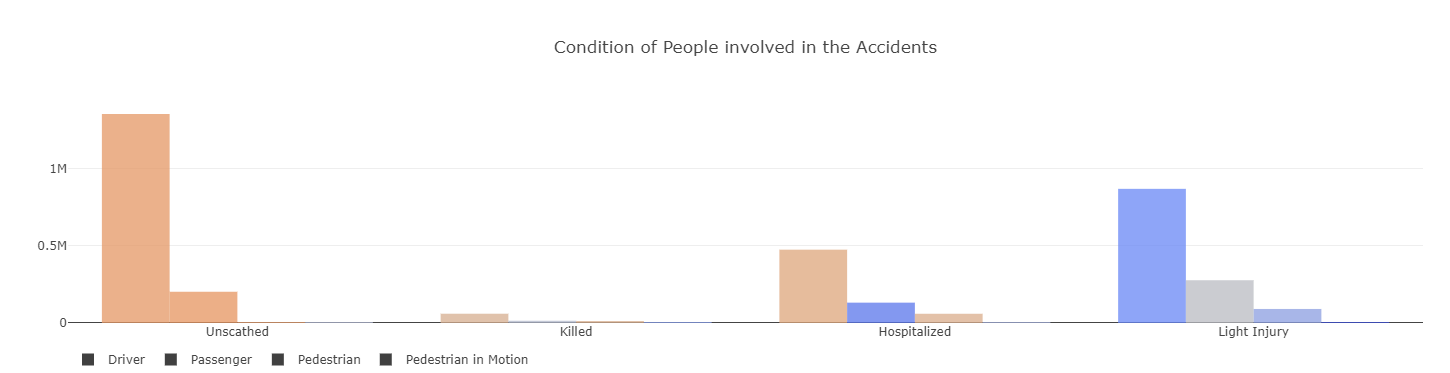 Condition of People involved in the Accidents
1M
0.5M
0
Unscathed Killed Hospitalized Light Injury
Driver Passenger Pedestrian Pedestrian in Motion